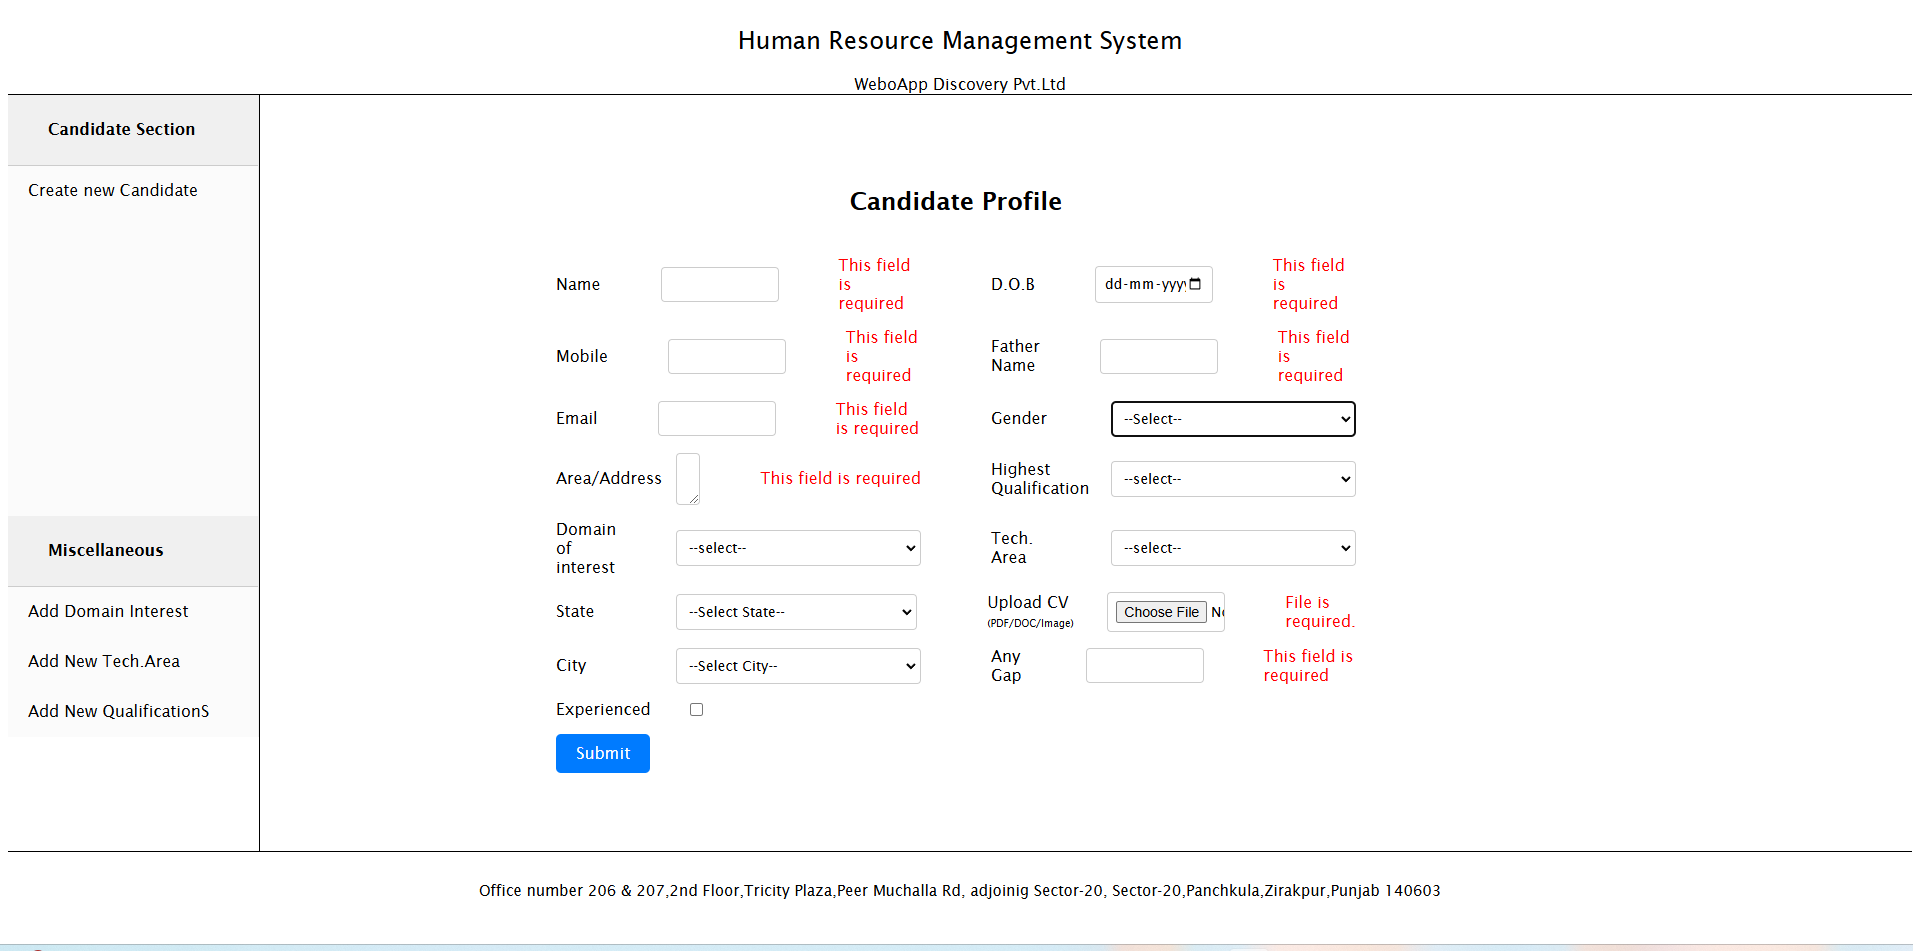 Human Resource Management System
WeboApp Discovery Pvt.Ltd
Candidate Section
Create new Candidate
Miscellaneous
Add Domain Interest
Add New Tech.Area
Add New QualificationS
Candidate Profile
Name
This field
is
required
D.O.B
dd-mm-yyyy
This field
is
required
Mobile
This field
is
required
Father
Name
This field
is
required
Email
This field
is required
Gender
--Select--
Area/Address
This field is required
Highest
Qualification
--select--
Domain
of
interest
--select--
Tech.
Area
--select--
State
--Select State--
Upload CV
(PDF/DOC/Image)
Choose File
File is
required.
City
--Select City--
Any
Gap
This field is
required
Experienced
Submit
Office number 206 & 207,2nd Floor,Tricity Plaza,Peer Muchalla Rd, adjoinig Sector-20, Sector-20,Panchkula,Zirakpur,Punjab 140603